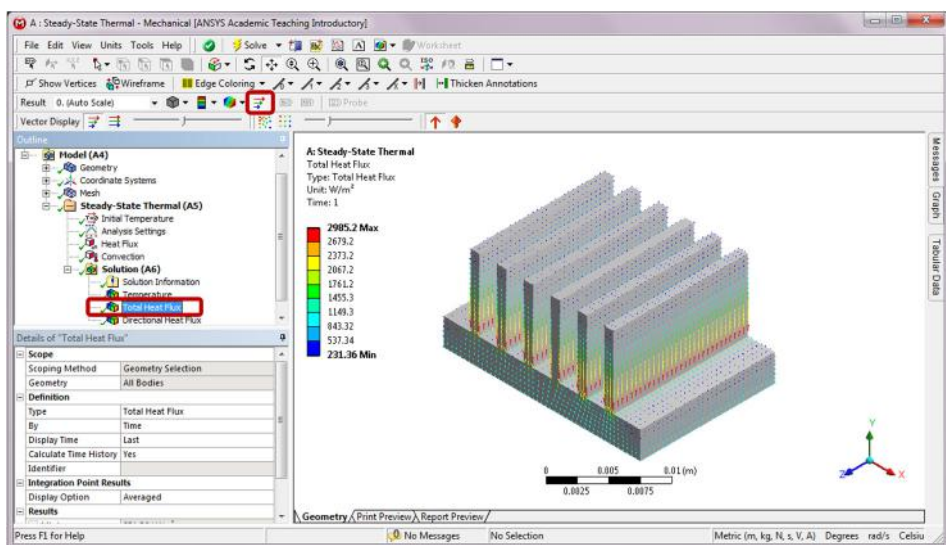 A : Steady-State Thermal - Mechanical [ANSYS Academic Teaching Introductory]
File Edit View Units Tools Help Solve Worksheet
Show Vertices Wireframe Edge Coloring Thicken Annotations
Result 0. (Auto Scale) Probe
Vector Display
Outline
Model (A4)
Geometry
Coordinate Systems
Mesh
Steady-State Thermal (A5)
Initial Temperature
Analysis Settings
Heat Flux
Convection
Solution (A6)
Solution Information
Temperature
Total Heat Flux
Directional Heat Flux
Details of "Total Heat Flux"
Scope
Scoping Method Geometry Selection
Geometry All Bodies
Definition
Type Total Heat Flux
By Time
Display Time Last
Calculate Time History Yes
Identifier
Integration Point Results
Display Option Averaged
Results
A: Steady-State Thermal
Total Heat Flux
Type: Total Heat Flux
Unit: W/m²
Time: 1
2985.2 Max
2679.2
2373.2
2067.2
1761.2
1455.3
1149.3
843.32
537.34
231.36 Min
0 0.005 0.01 (m)
0.0025 0.0075
Y
Z X
Geometry Print Preview Report Preview
Messages
Graph
Tabular Data
Press F1 for Help 0 No Messages No Selection Metric (m, kg, N, s, V, A) Degrees rad/s Celsiu